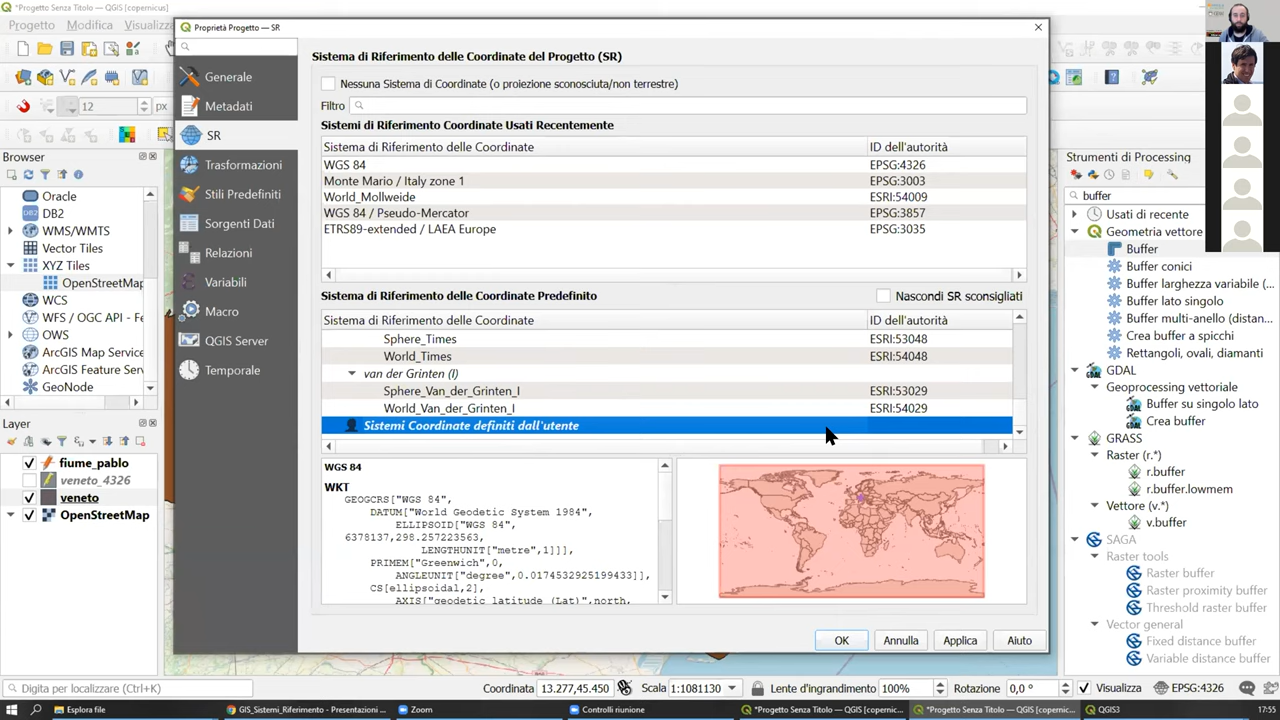 *Progetto Senza Titolo — QGIS [copernicus]
Progetto Modifica Visualizza
12 px
Browser
Oracle
DB2
WMS/WMTS
Vector Tiles
XYZ Tiles
OpenStreetMap
WCS
WFS / OGC API - Fe
OWS
ArcGIS Map Service
ArcGIS Feature Serv
GeoNode
Layer
fiume_pablo
veneto_4326
veneto
OpenStreetMap
Proprietà Progetto — SR
Generale
Metadati
SR
Trasformazioni
Stili Predefiniti
Sorgenti Dati
Relazioni
Variabili
Macro
QGIS Server
Temporale
Sistema di Riferimento delle Coordinate del Progetto (SR)
Nessuna Sistema di Coordinate (o proiezione sconosciuta/non terrestre)
Filtro
Sistemi di Riferimento Coordinate Usati Recentemente
Sistema di Riferimento delle Coordinate ID dell'autorità
WGS 84 EPSG:4326
Monte Mario / Italy zone 1 EPSG:3003
World_Mollweide ESRI:54009
WGS 84 / Pseudo-Mercator EPSG:3857
ETRS89-extended / LAEA Europe EPSG:3035
Sistema di Riferimento delle Coordinate Predefinito Nascondi SR sconsigliati
Sistema di Riferimento delle Coordinate ID dell'autorità
Sphere_Times ESRI:53048
World_Times ESRI:54048
van der Grinten (I)
Sphere_Van_der_Grinten_I ESRI:53029
World_Van_der_Grinten_I ESRI:54029
Sistemi Coordinate definiti dall'utente
WGS 84
WKT
GEOGCRS["WGS 84",
DATUM["World Geodetic System 1984",
ELLIPSOID["WGS 84",
6378137,298.257223563,
LENGTHUNIT["metre",1]]],
PRIMEM["Greenwich",0,
ANGLEUNIT["degree",0.0174532925199433]],
CS[ellipsoidal,2],
AXIS["geodetic latitude (Lat)",north,
OK Annulla Applica Aiuto
Strumenti di Processing
buffer
Usati di recente
Geometria vettore
Buffer
Buffer conici
Buffer larghezza variabile (...
Buffer lato singolo
Buffer multi-anello (distan...
Crea buffer a spicchi
Rettangoli, ovali, diamanti
GDAL
Geoprocessing vettoriale
Buffer su singolo lato
Crea buffer
GRASS
Raster (r.*)
r.buffer
r.buffer.lowmem
Vettore (v.*)
v.buffer
SAGA
Raster tools
Raster buffer
Raster proximity buffer
Threshold raster buffer
Vector general
Fixed distance buffer
Variable distance buffer
Digita per localizzare (Ctrl+K) Coordinata 13.277,45.450 Scala 1:1081130 Lente d'ingrandimento 100% Rotazione 0,0 ° Visualizza EPSG:4326
Esplora file GIS_Sistemi_Riferimento - Presentazioni ... Zoom Controlli riunione *Progetto Senza Titolo — QGIS (copernic... *Progetto Senza Titolo — QGIS [copernic... QGIS3 17:55